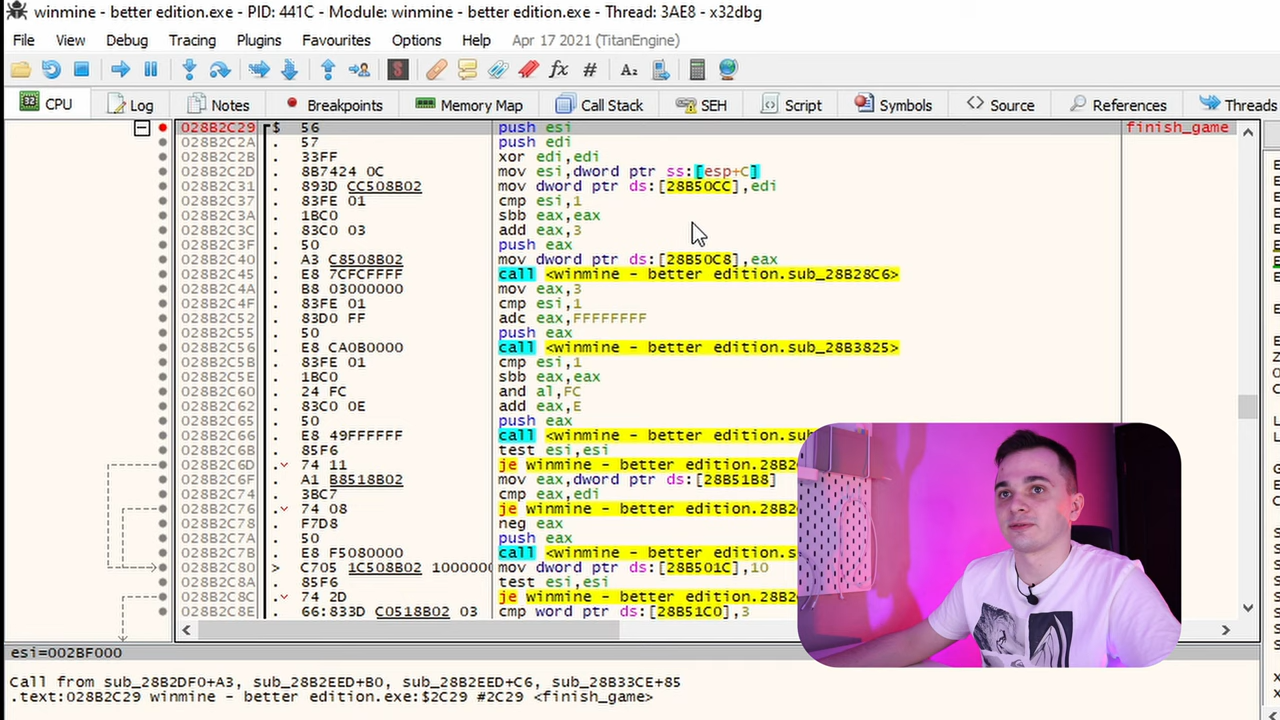 winmine - better edition.exe - PID: 441C - Module: winmine - better edition.exe - Thread: 3AE8 - x32dbg
File View Debug Tracing Plugins Favourites Options Help Apr 17 2021 (TitanEngine)
CPU Log Notes Breakpoints Memory Map Call Stack SEH Script Symbols Source References Threads
028B2C29 $ 56 push esi finish_game
028B2C2A . 57 push edi
028B2C2B . 33FF xor edi,edi
028B2C2D . 8B7424 0C mov esi,dword ptr ss:[esp+C]
028B2C31 . 893D CC508B02 mov dword ptr ds:[28B50CC],edi
028B2C37 . 83FE 01 cmp esi,1
028B2C3A . 1BC0 sbb eax,eax
028B2C3C . 83C0 03 add eax,3
028B2C3F . 50 push eax
028B2C40 . A3 C8508B02 mov dword ptr ds:[28B50C8],eax
028B2C45 . E8 7CFCFFFF call <winmine - better edition.sub_28B28C6>
028B2C4A . B8 03000000 mov eax,3
028B2C4F . 83FE 01 cmp esi,1
028B2C52 . 83D0 FF adc eax,FFFFFFFF
028B2C55 . 50 push eax
028B2C56 . E8 CA0B0000 call <winmine - better edition.sub_28B3825>
028B2C5B . 83FE 01 cmp esi,1
028B2C5E . 1BC0 sbb eax,eax
028B2C60 . 24 FC and al,FC
028B2C62 . 83C0 0E add eax,E
028B2C65 . 50 push eax
028B2C66 . E8 49FFFFFF call <winmine - better edition.su
028B2C6B . 85F6 test esi,esi
028B2C6D . 74 11 je winmine - better edition.28B2
028B2C6F . A1 B8518B02 mov eax,dword ptr ds:[28B51B8]
028B2C74 . 3BC7 cmp eax,edi
028B2C76 . 74 08 je winmine - better edition.28B2
028B2C78 . F7D8 neg eax
028B2C7A . 50 push eax
028B2C7B . E8 F5080000 call <winmine - better edition.s
028B2C80 > C705 1C508B02 1000000 mov dword ptr ds:[28B501C],10
028B2C8A . 85F6 test esi,esi
028B2C8C . 74 2D je winmine - better edition.28B2
028B2C8E . 66:833D C0518B02 03 cmp word ptr ds:[28B51C0],3
esi=002BF000
Call from sub_28B2DF0+A3, sub_28B2EED+B0, sub_28B2EED+C6, sub_28B33CE+85
.text:028B2C29 winmine - better edition.exe:$2C29 #2C29 <finish_game>